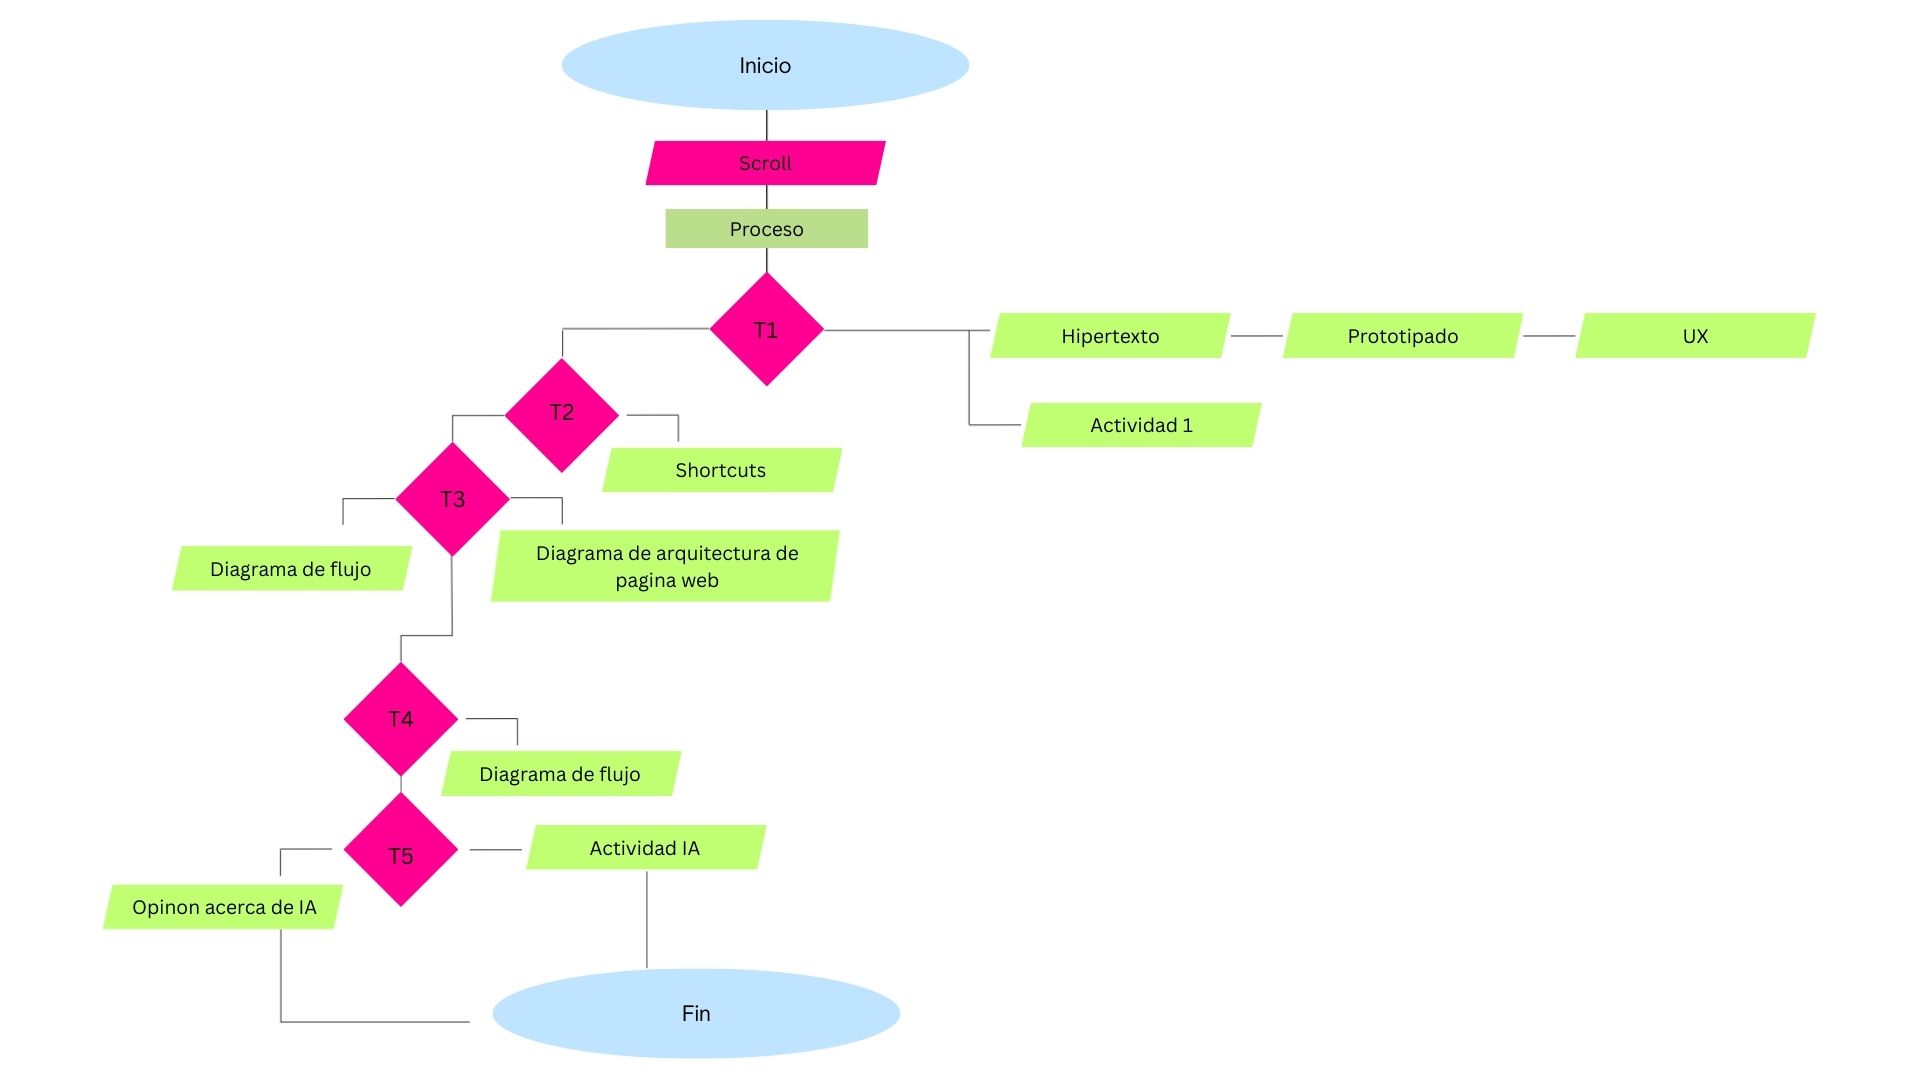 Inicio
Scroll
Proceso
T1
Hipertexto
Prototipado
UX
Actividad 1
T2
Shortcuts
T3
Diagrama de flujo
Diagrama de arquitectura de
pagina web
T4
Diagrama de flujo
T5
Actividad IA
Opinon acerca de IA
Fin